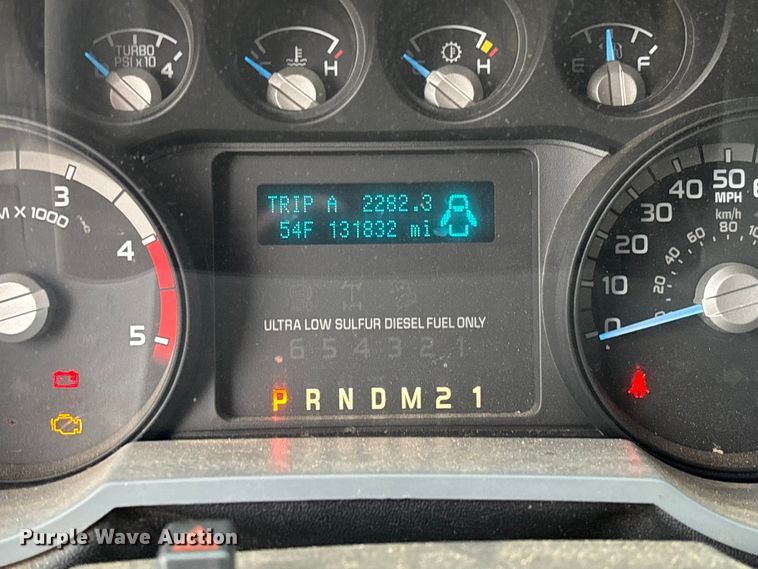 TURBO
PSI x 10
0 4
C H
C H
E F
3
M X 1000
4
5
TRIP A 2282.3
54F 131832 mi
ULTRA LOW SULFUR DIESEL FUEL ONLY
6 5 4 3 2 1
P R N D M 2 1
50
MPH
km/h
40
30
20
10
0
80
60
40
20
0
Purple Wave Auction